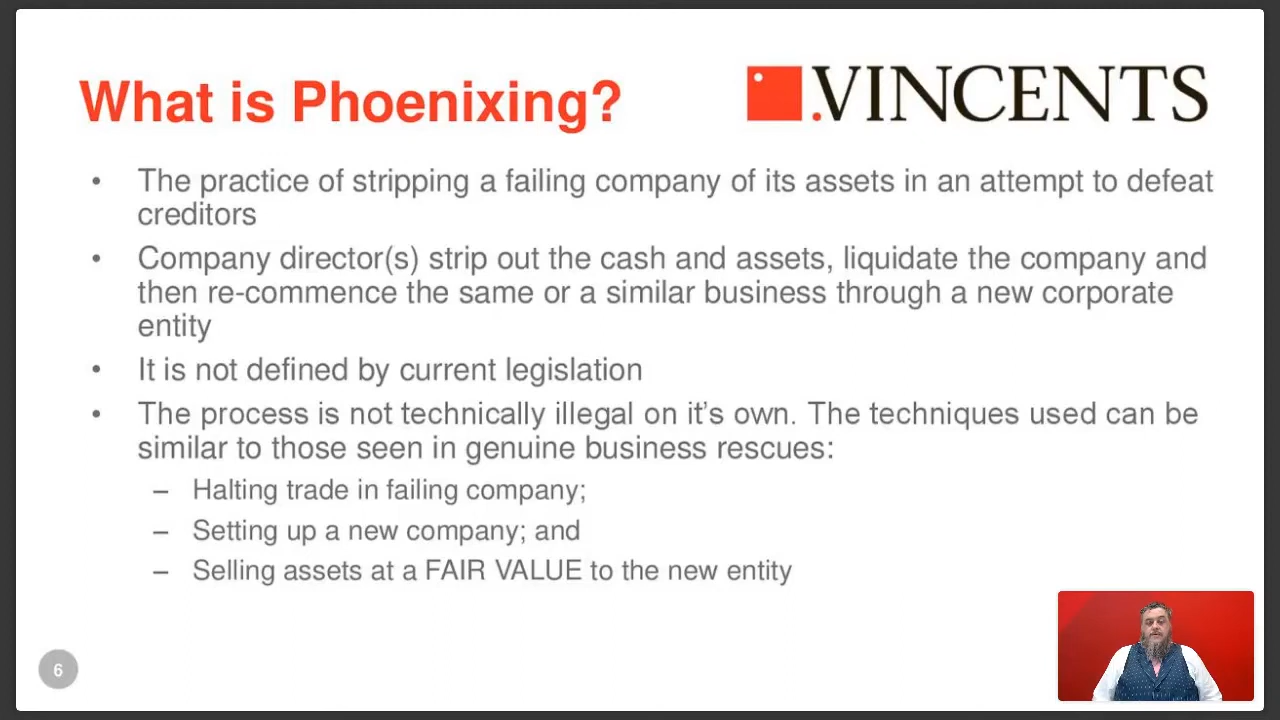 What is Phoenixing?
.VINCENTS
• The practice of stripping a failing company of its assets in an attempt to defeat
creditors
• Company director(s) strip out the cash and assets, liquidate the company and
then re-commence the same or a similar business through a new corporate
entity
• It is not defined by current legislation
• The process is not technically illegal on it’s own. The techniques used can be
similar to those seen in genuine business rescues:
– Halting trade in failing company;
– Setting up a new company; and
– Selling assets at a FAIR VALUE to the new entity
6